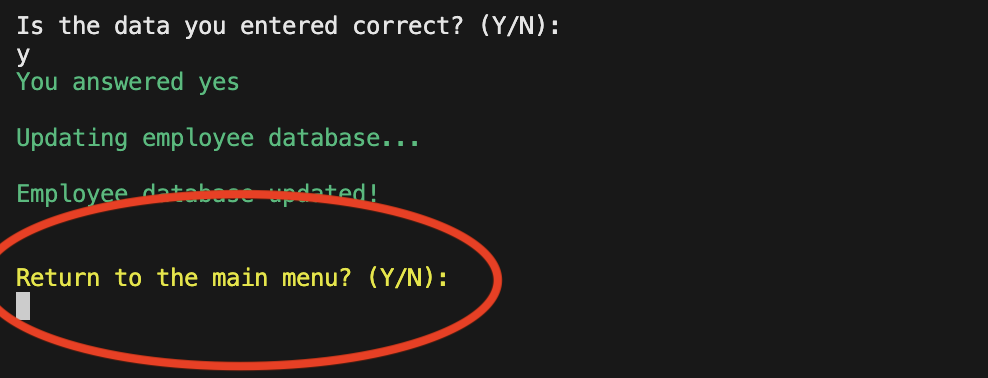 Is the data you entered correct? (Y/N):
y
You answered yes
Updating employee database...
Employee database updated!
Return to the main menu? (Y/N):